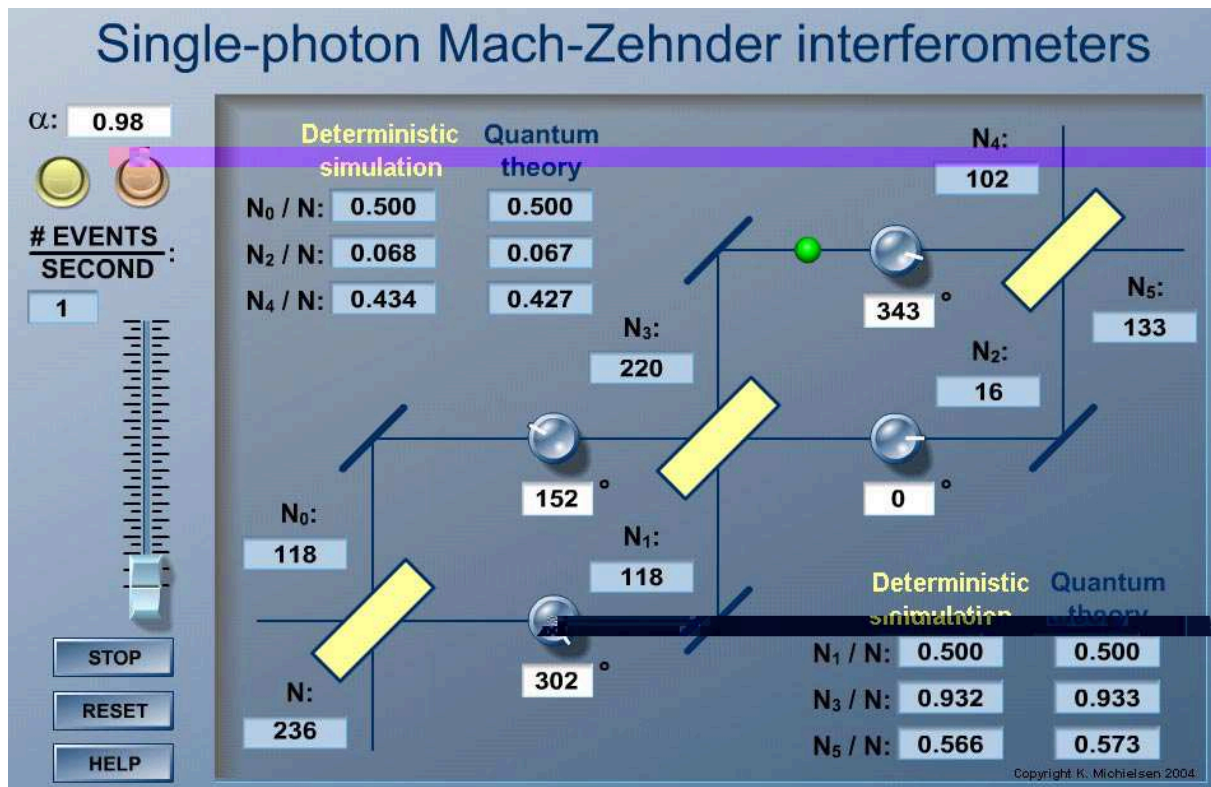 Single-photon Mach-Zehnder interferometers
α: 0.98
# EVENTS
SECOND :
1
STOP
RESET
HELP
Deterministic Quantum
simulation theory
N0 / N: 0.500 0.500
N2 / N: 0.068 0.067
N4 / N: 0.434 0.427
N4:
102
343 °
N5:
133
N3:
220
N2:
16
152 °
0 °
N0:
118
N1:
118
302 °
N:
236
Deterministic Quantum
simulation theory
N1 / N: 0.500 0.500
N3 / N: 0.932 0.933
N5 / N: 0.566 0.573
Copyright K. Michielsen 2004